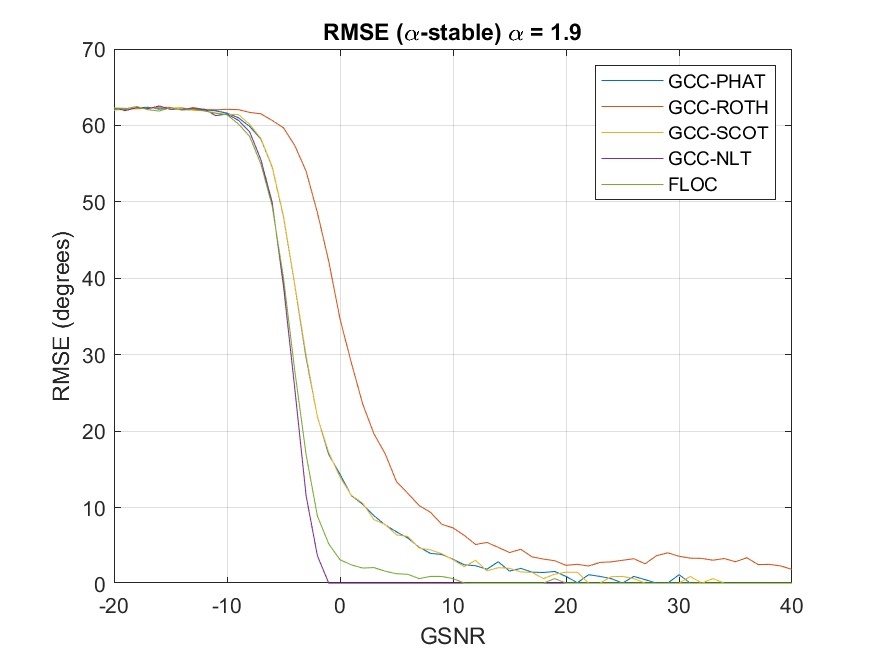 RMSE (α-stable) α = 1.9
70
60
50
40
30
20
10
0
RMSE (degrees)
GCC-PHAT
GCC-ROTH
GCC-SCOT
GCC-NLT
FLOC
-20
-10
0
10
20
30
40
GSNR